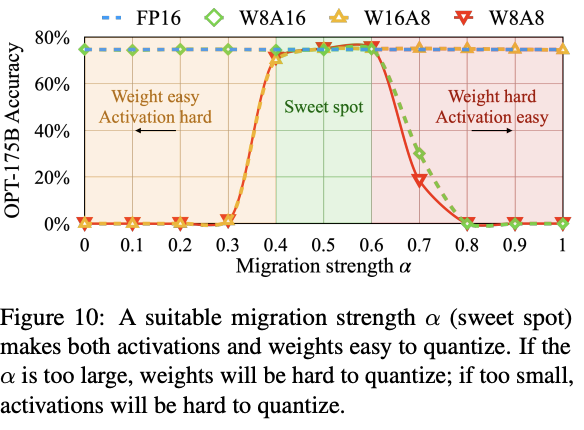 FP16 W8A16 W16A8 W8A8
OPT-175B Accuracy
80%
60%
40%
20%
0%
Weight easy
Activation hard
Sweet spot
Weight hard
Activation easy
0 0.1 0.2 0.3 0.4 0.5 0.6 0.7 0.8 0.9 1
Migration strength α
Figure 10: A suitable migration strength α (sweet spot)
makes both activations and weights easy to quantize. If the
α is too large, weights will be hard to quantize; if too small,
activations will be hard to quantize.